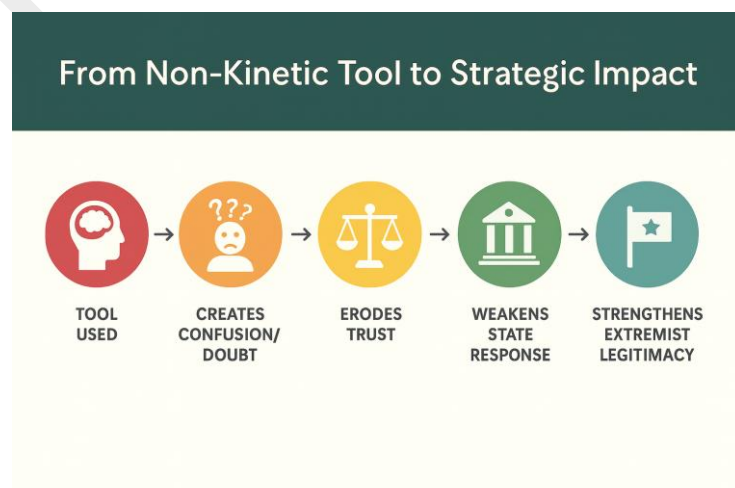 From Non-Kinetic Tool to Strategic Impact
???
TOOL
USED
CREATES
CONFUSION/
DOUBT
ERODES
TRUST
WEAKENS
STATE
RESPONSE
STRENGTHENS
EXTREMIST
LEGITIMACY